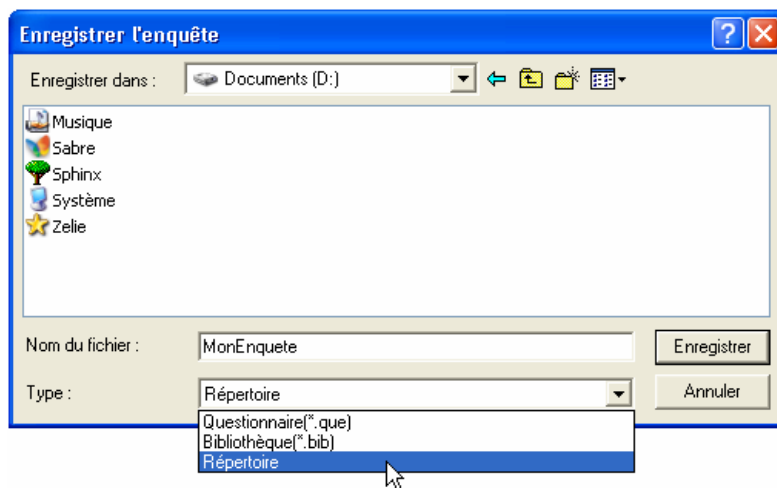 Enregistrer l'enquête
Enregistrer dans :
Documents (D:)
Musique
Sabre
Sphinx
Système
Zelie
Nom du fichier :
MonEnquete
Enregistrer
Type :
Répertoire
Annuler
Questionnaire(*.que)
Bibliothèque(*.bib)
Répertoire